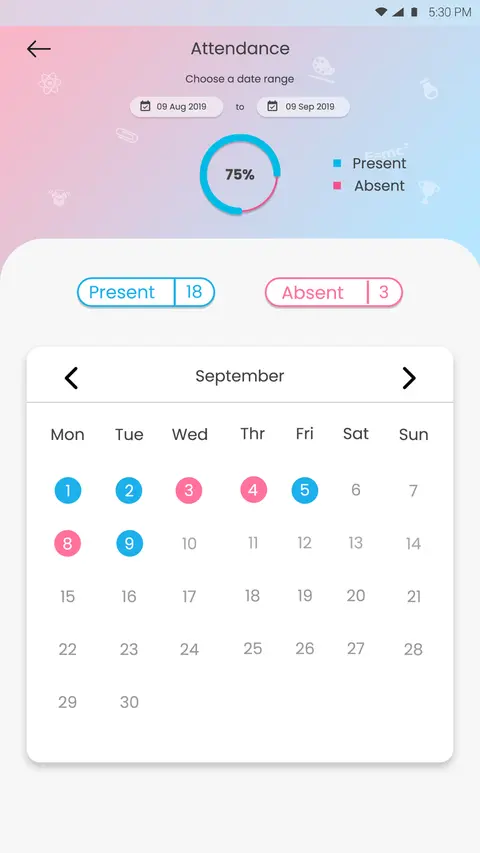 5:30 PM
Attendance
Choose a date range
09 Aug 2019 to 09 Sep 2019
75%
Present
Absent
Present 18
Absent 3
September
Mon Tue Wed Thr Fri Sat Sun
1 2 3 4 5 6 7
8 9 10 11 12 13 14
15 16 17 18 19 20 21
22 23 24 25 26 27 28
29 30